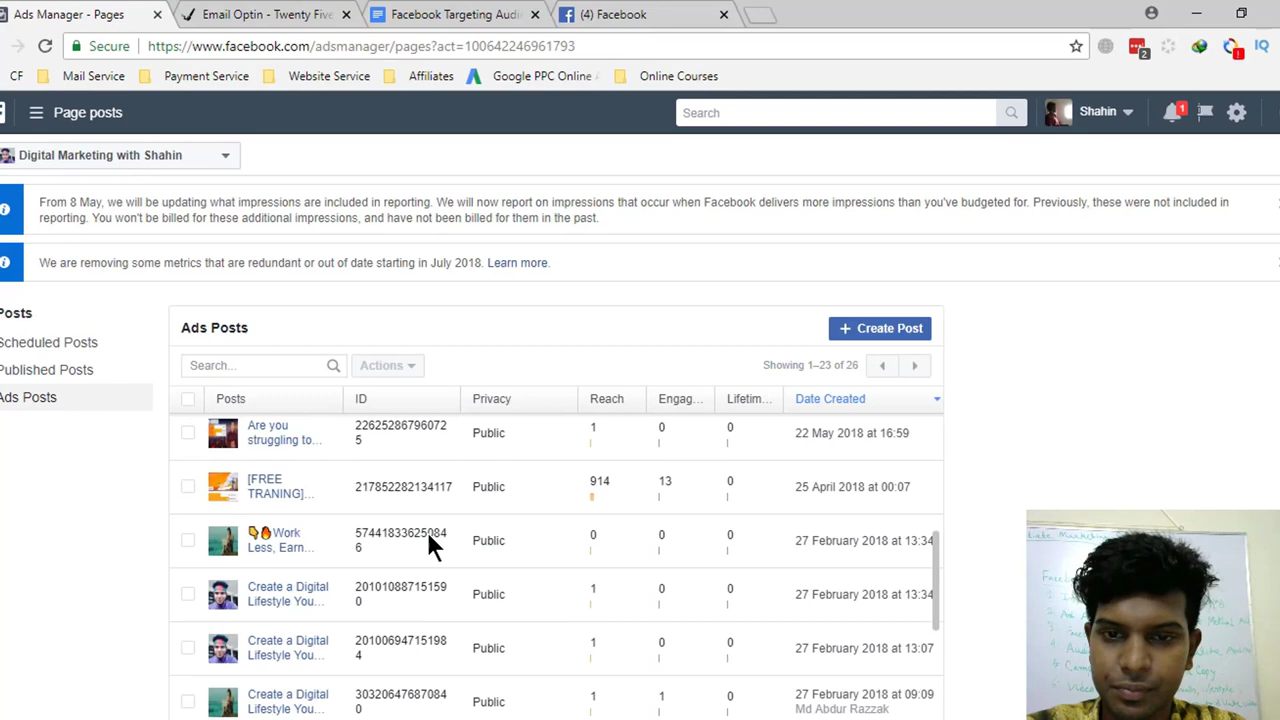 Ads Manager - Pages
Email Optin - Twenty Five
Facebook Targeting Audi
(4) Facebook
Secure
https://www.facebook.com/adsmanager/pages?act=100642246961793
2
IQ
CF
Mail Service
Payment Service
Website Service
Affiliates
Google PPC Online
Online Courses
Page posts
Search
Shahin
1
Digital Marketing with Shahin
From 8 May, we will be updating what impressions are included in reporting. We will now report on impressions that occur when Facebook delivers more impressions than you've budgeted for. Previously, these were not included in
reporting. You won't be billed for these additional impressions, and have not been billed for them in the past.
We are removing some metrics that are redundant or out of date starting in July 2018. Learn more.
Posts
Scheduled Posts
Published Posts
Ads Posts
Ads Posts
+ Create Post
Search...
Actions
Showing 1–23 of 26
Posts ID Privacy Reach Engag... Lifetim... Date Created
Are you struggling to... 226252867960725 Public 1 0 0 22 May 2018 at 16:59
[FREE TRANING]... 217852282134117 Public 914 13 0 25 April 2018 at 00:07
👇🔥Work Less, Earn... 574418336250846 Public 0 0 0 27 February 2018 at 13:34
Create a Digital Lifestyle You... 201010887151590 Public 1 0 0 27 February 2018 at 13:34
Create a Digital Lifestyle You... 201006947151984 Public 1 0 0 27 February 2018 at 13:07
Create a Digital Lifestyle You... 303206476870840 Public 1 1 0 27 February 2018 at 09:09
Md Abdur Razzak